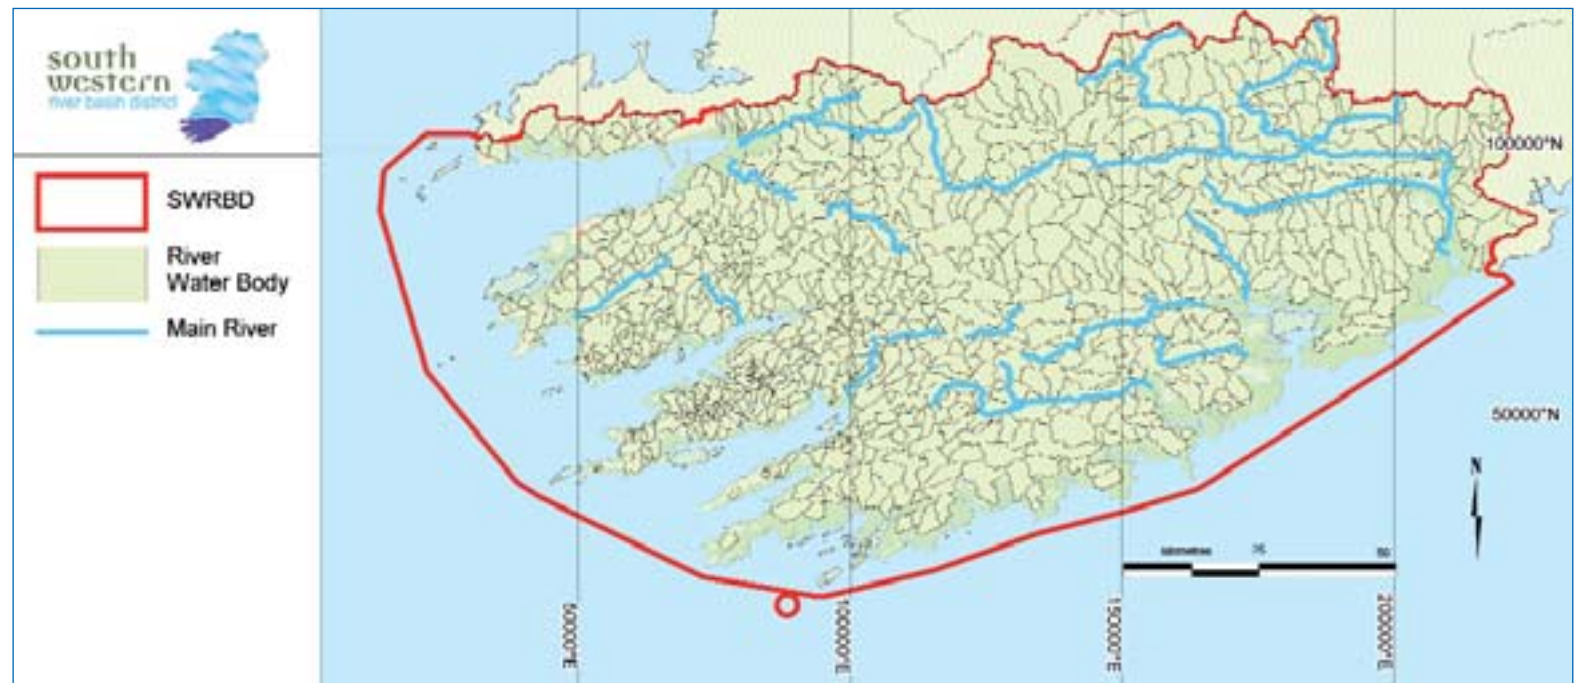 south
western
river basin district
SWRBD
River
Water Body
Main River
100000°N
50000°N
N
kilometres 25 50
50000°E
100000°E
150000°E
200000°E